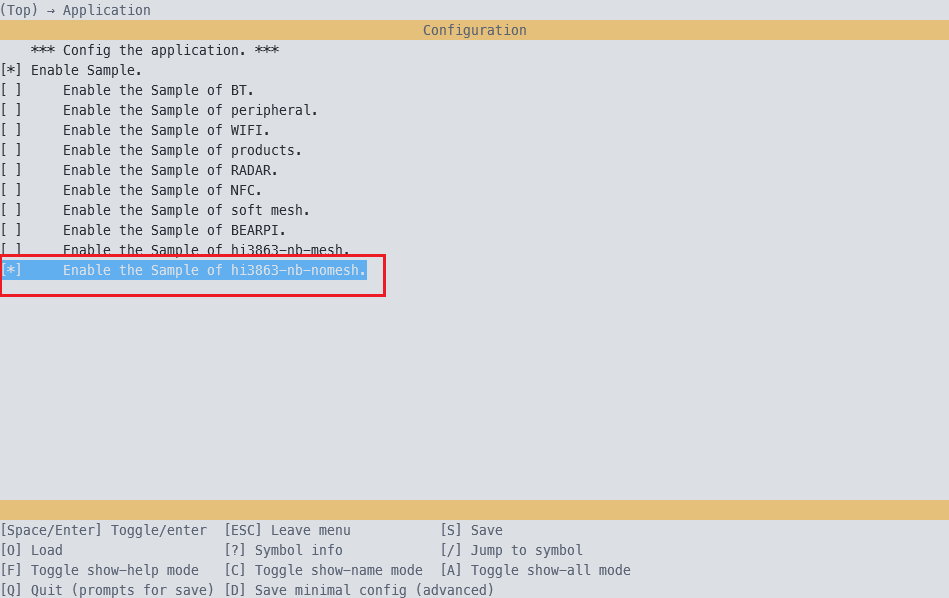 (Top) → Application
Configuration
*** Config the application. ***
[*] Enable Sample.
[ ]     Enable the Sample of BT.
[ ]     Enable the Sample of peripheral.
[ ]     Enable the Sample of WIFI.
[ ]     Enable the Sample of products.
[ ]     Enable the Sample of RADAR.
[ ]     Enable the Sample of NFC.
[ ]     Enable the Sample of soft mesh.
[ ]     Enable the Sample of BEARPI.
[ ]     Enable the Sample of hi3863-nb-mesh.
[*]     Enable the Sample of hi3863-nb-nomesh.
[Space/Enter] Toggle/enter  [ESC] Leave menu           [S] Save
[O] Load                    [?] Symbol info            [/] Jump to symbol
[F] Toggle show-help mode   [C] Toggle show-name mode  [A] Toggle show-all mode
[Q] Quit (prompts for save) [D] Save minimal config (advanced)